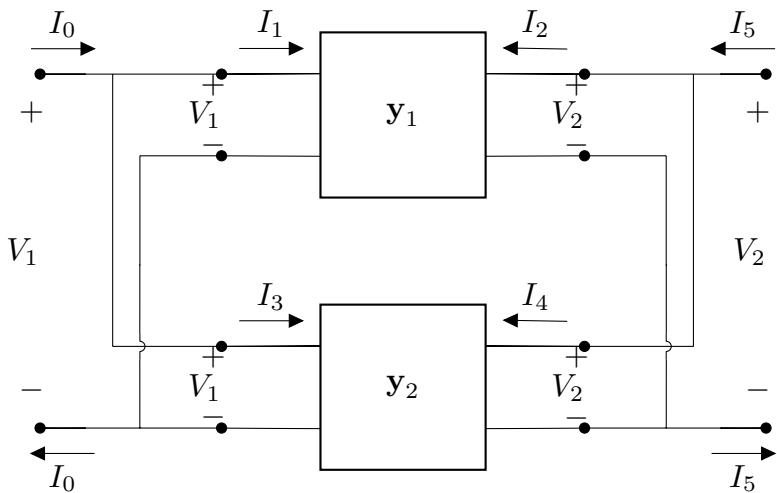 I₀ I₁ I₂ I₅
+ + + +
V₁ y₁ V₂
− −
V₁ V₂
I₃ I₄
+ +
− V₁ y₂ V₂ −
− −
I₀ I₅